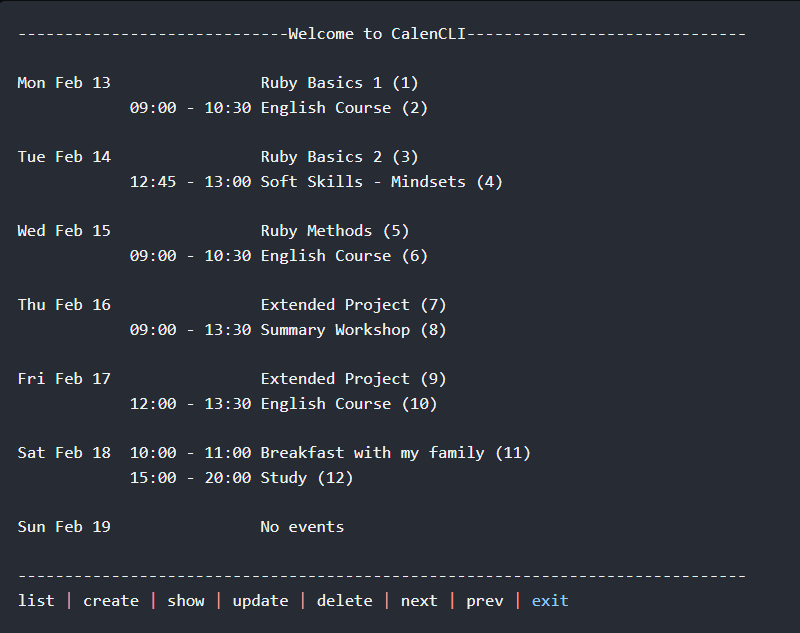 -----------------------------Welcome to CalenCLI------------------------------
Mon Feb 13                Ruby Basics 1 (1)
            09:00 - 10:30 English Course (2)
Tue Feb 14                Ruby Basics 2 (3)
            12:45 - 13:00 Soft Skills - Mindsets (4)
Wed Feb 15                Ruby Methods (5)
            09:00 - 10:30 English Course (6)
Thu Feb 16                Extended Project (7)
            09:00 - 13:30 Summary Workshop (8)
Fri Feb 17                Extended Project (9)
            12:00 - 13:30 English Course (10)
Sat Feb 18  10:00 - 11:00 Breakfast with my family (11)
            15:00 - 20:00 Study (12)
Sun Feb 19                No events
------------------------------------------------------------------------------
list | create | show | update | delete | next | prev | exit